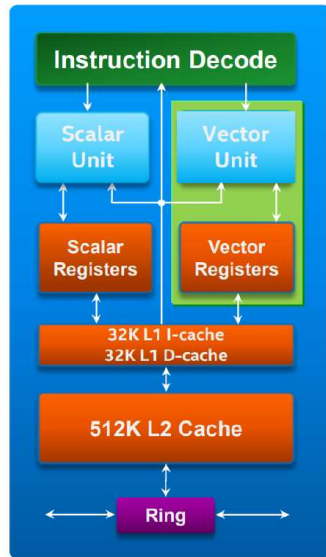 Instruction Decode
Scalar
Unit
Vector
Unit
Scalar
Registers
Vector
Registers
32K L1 I-cache
32K L1 D-cache
512K L2 Cache
Ring